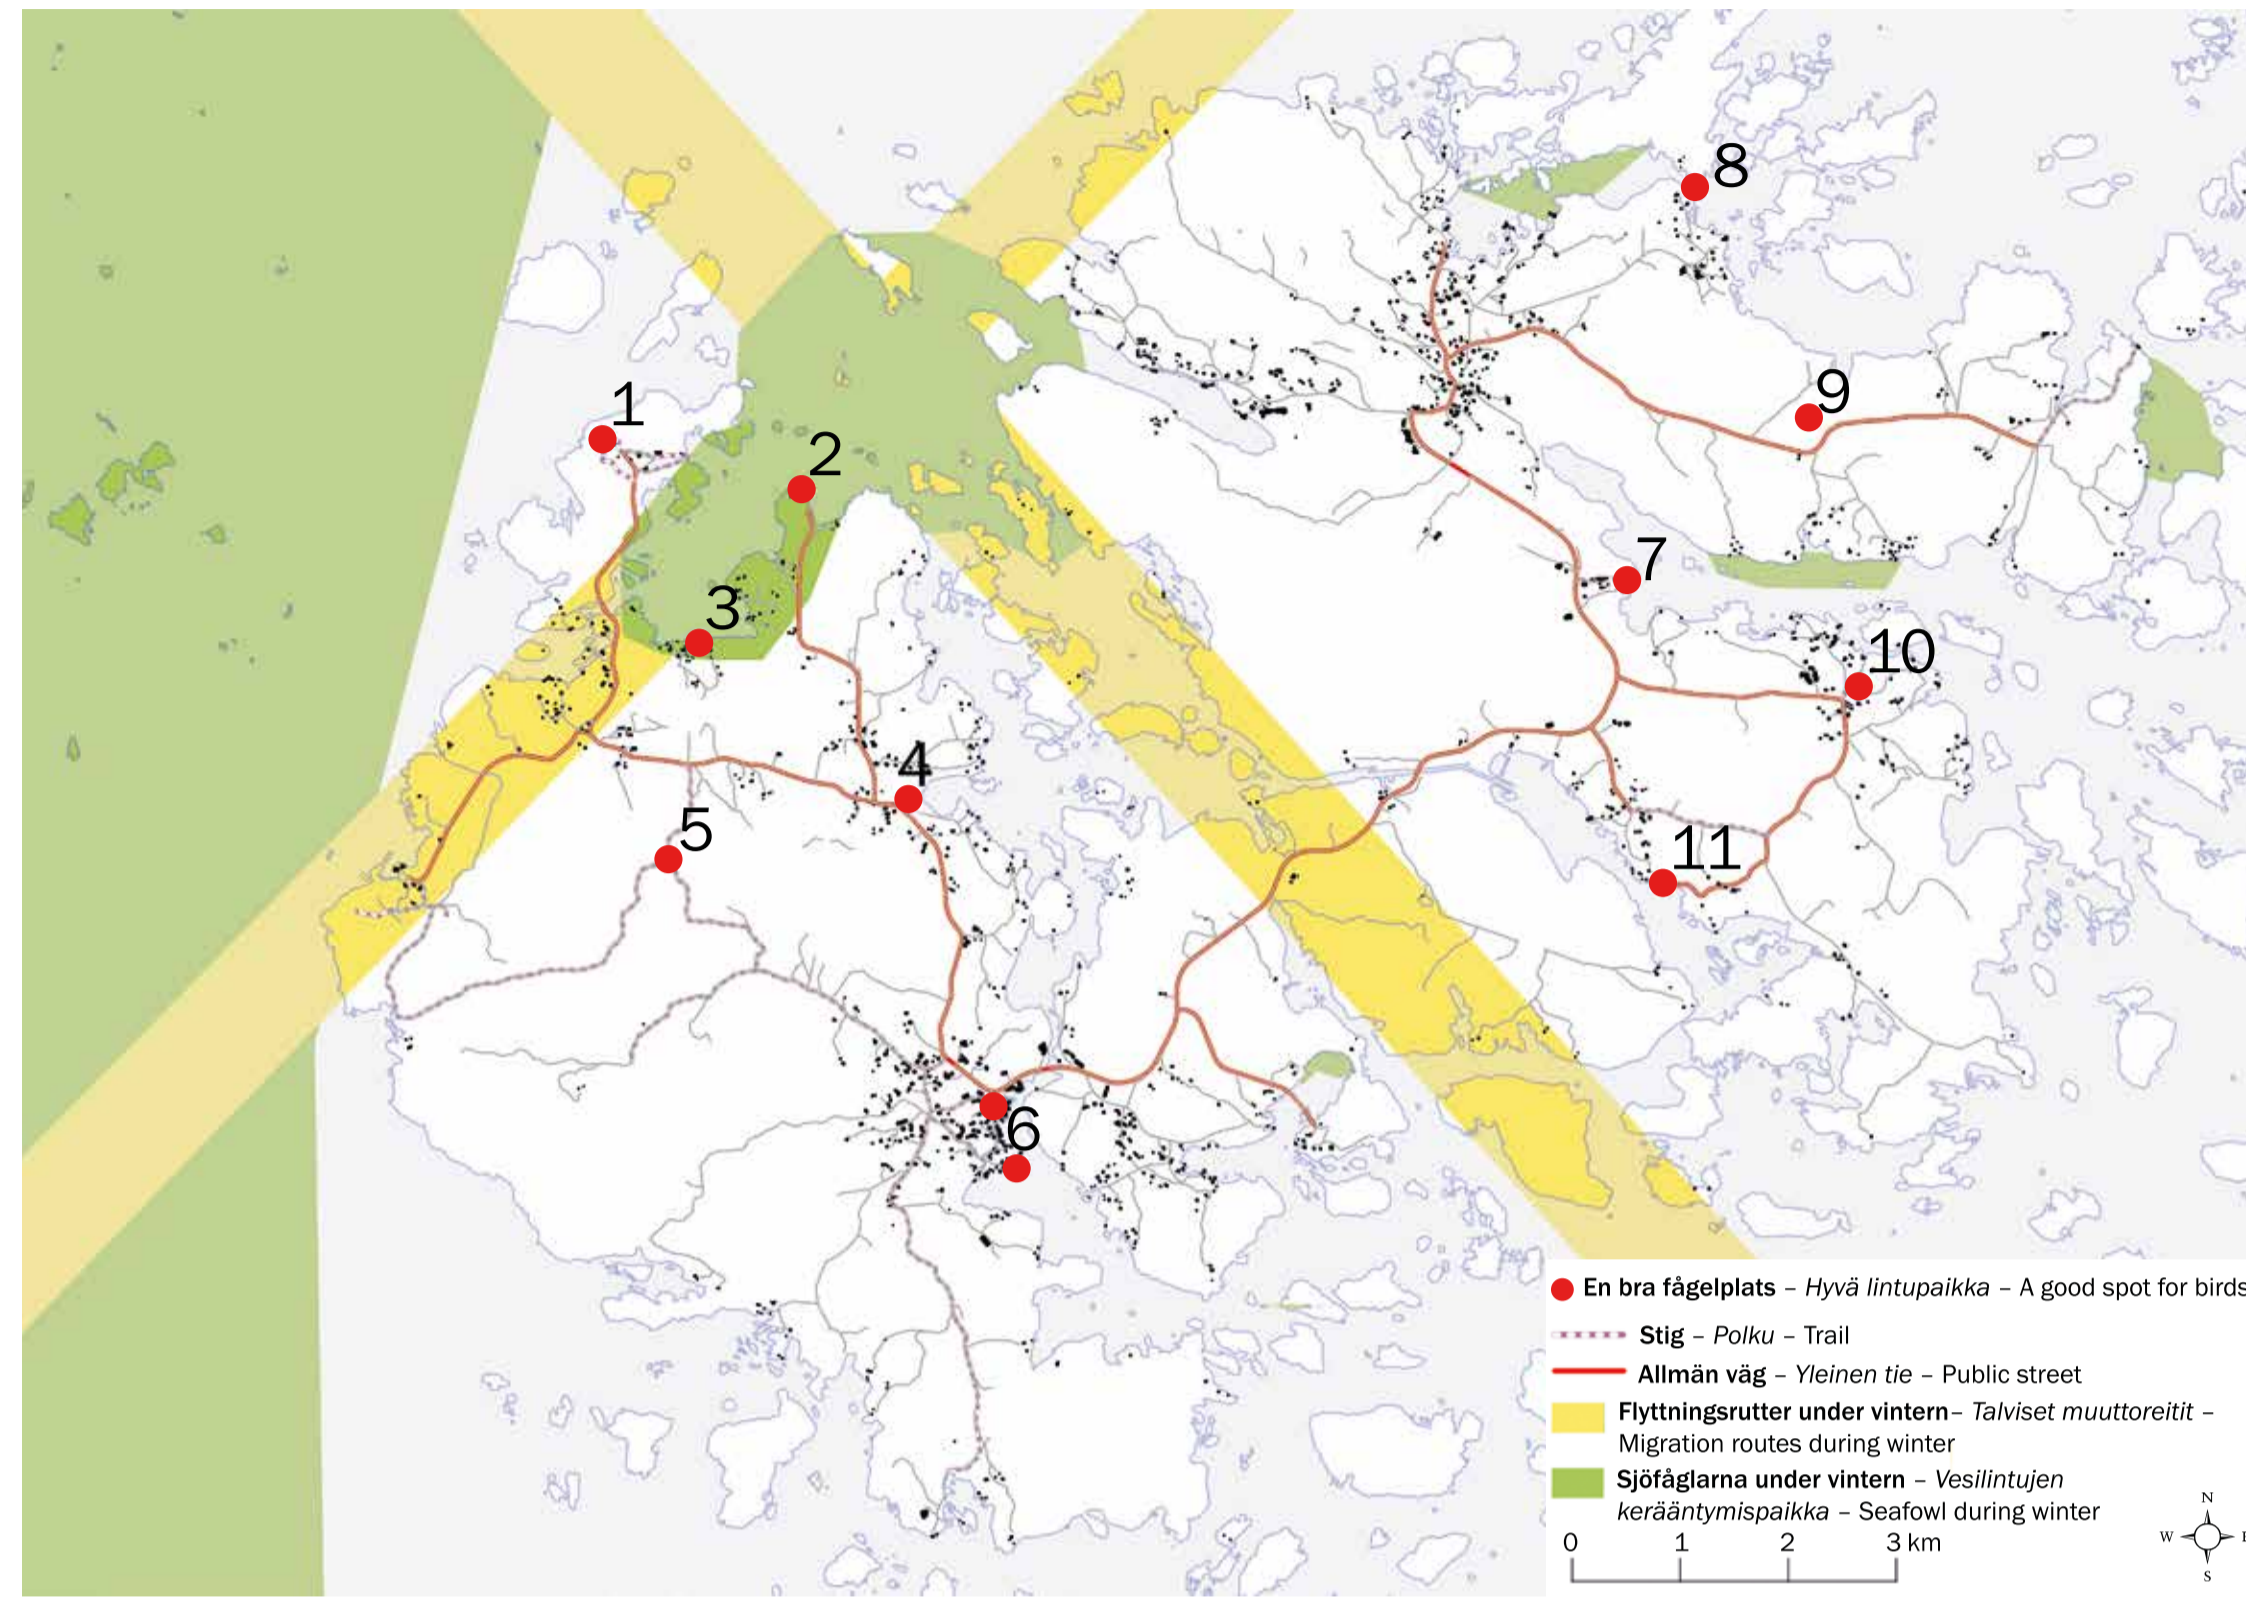 8
1
9
2
7
3
10
4
5
11
6
En bra fågelplats – Hyvä lintupaikka – A good spot for birds
Stig – Polku – Trail
Allmän väg – Yleinen tie – Public street
Flyttningsrutter under vintern– Talviset muuttoreitit –
Migration routes during winter
Sjöfåglarna under vintern – Vesilintujen
kerääntymispaikka – Seafowl during winter
0 1 2 3 km
N
W
S